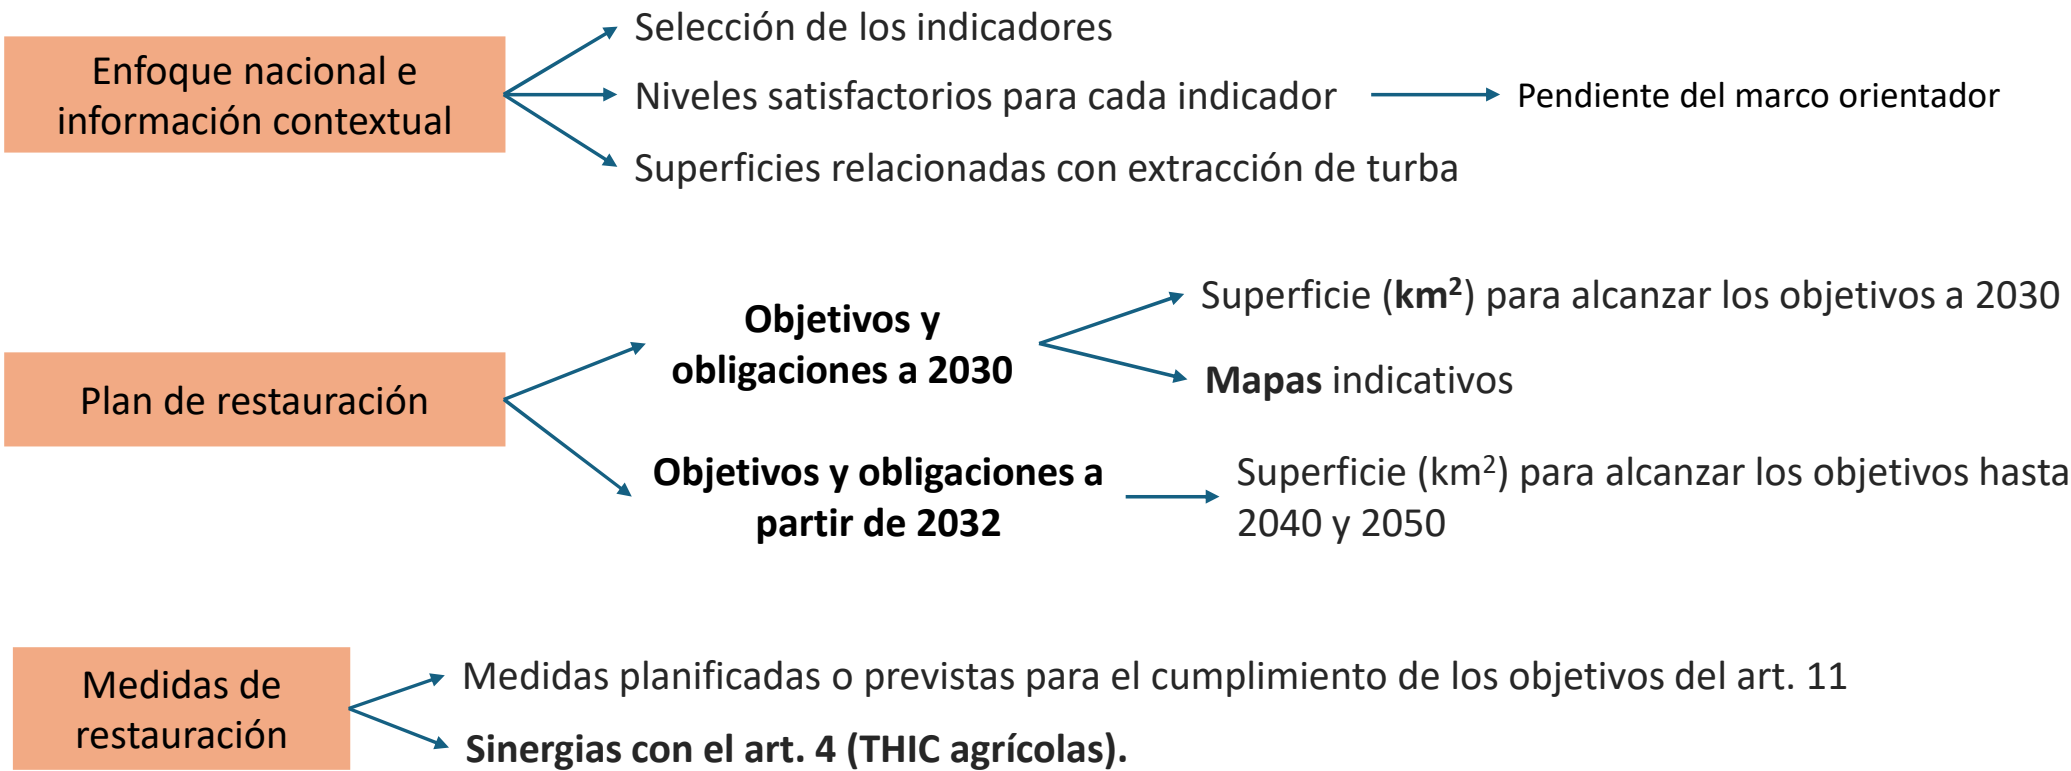 Selección de los indicadores
Enfoque nacional e
información contextual
Niveles satisfactorios para cada indicador
Pendiente del marco orientador
Superficies relacionadas con extracción de turba
Plan de restauración
Objetivos y
obligaciones a 2030
Superficie (km²) para alcanzar los objetivos a 2030
Mapas indicativos
Objetivos y obligaciones a
partir de 2032
Superficie (km²) para alcanzar los objetivos hasta
2040 y 2050
Medidas de
restauración
Medidas planificadas o previstas para el cumplimiento de los objetivos del art. 11
Sinergias con el art. 4 (THIC agrícolas).